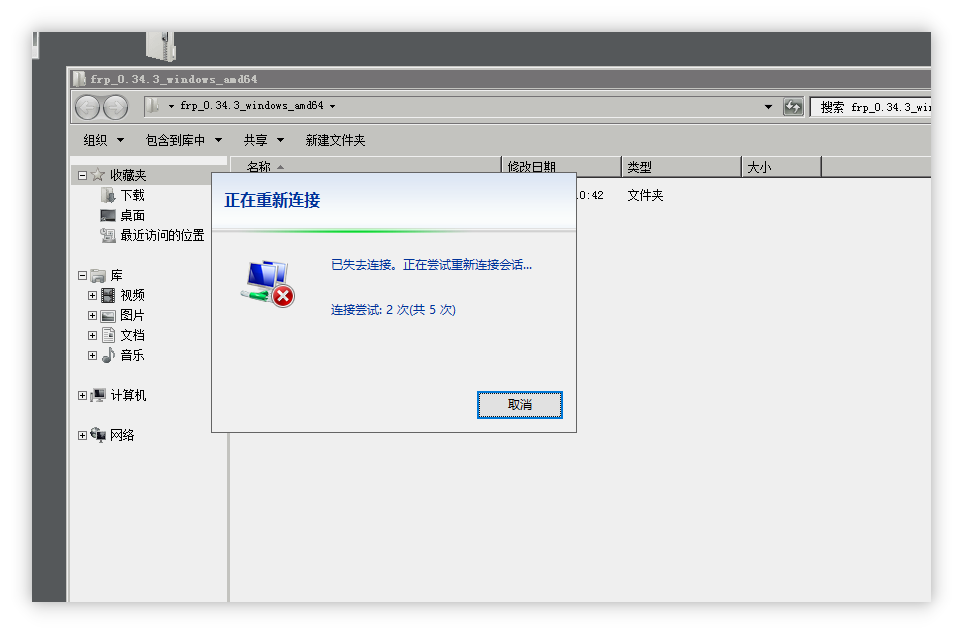 frp_0.34.3_windows_amd64
frp_0.34.3_windows_amd64
搜索 frp_0.34.3_wi
组织 包含到库中 共享 新建文件夹
名称 修改日期 类型 大小
收藏夹
下载
桌面
最近访问的位置
库
视频
图片
文档
音乐
计算机
网络
0:42 文件夹
正在重新连接
已失去连接。正在尝试重新连接会话...
连接尝试: 2 次(共 5 次)
取消